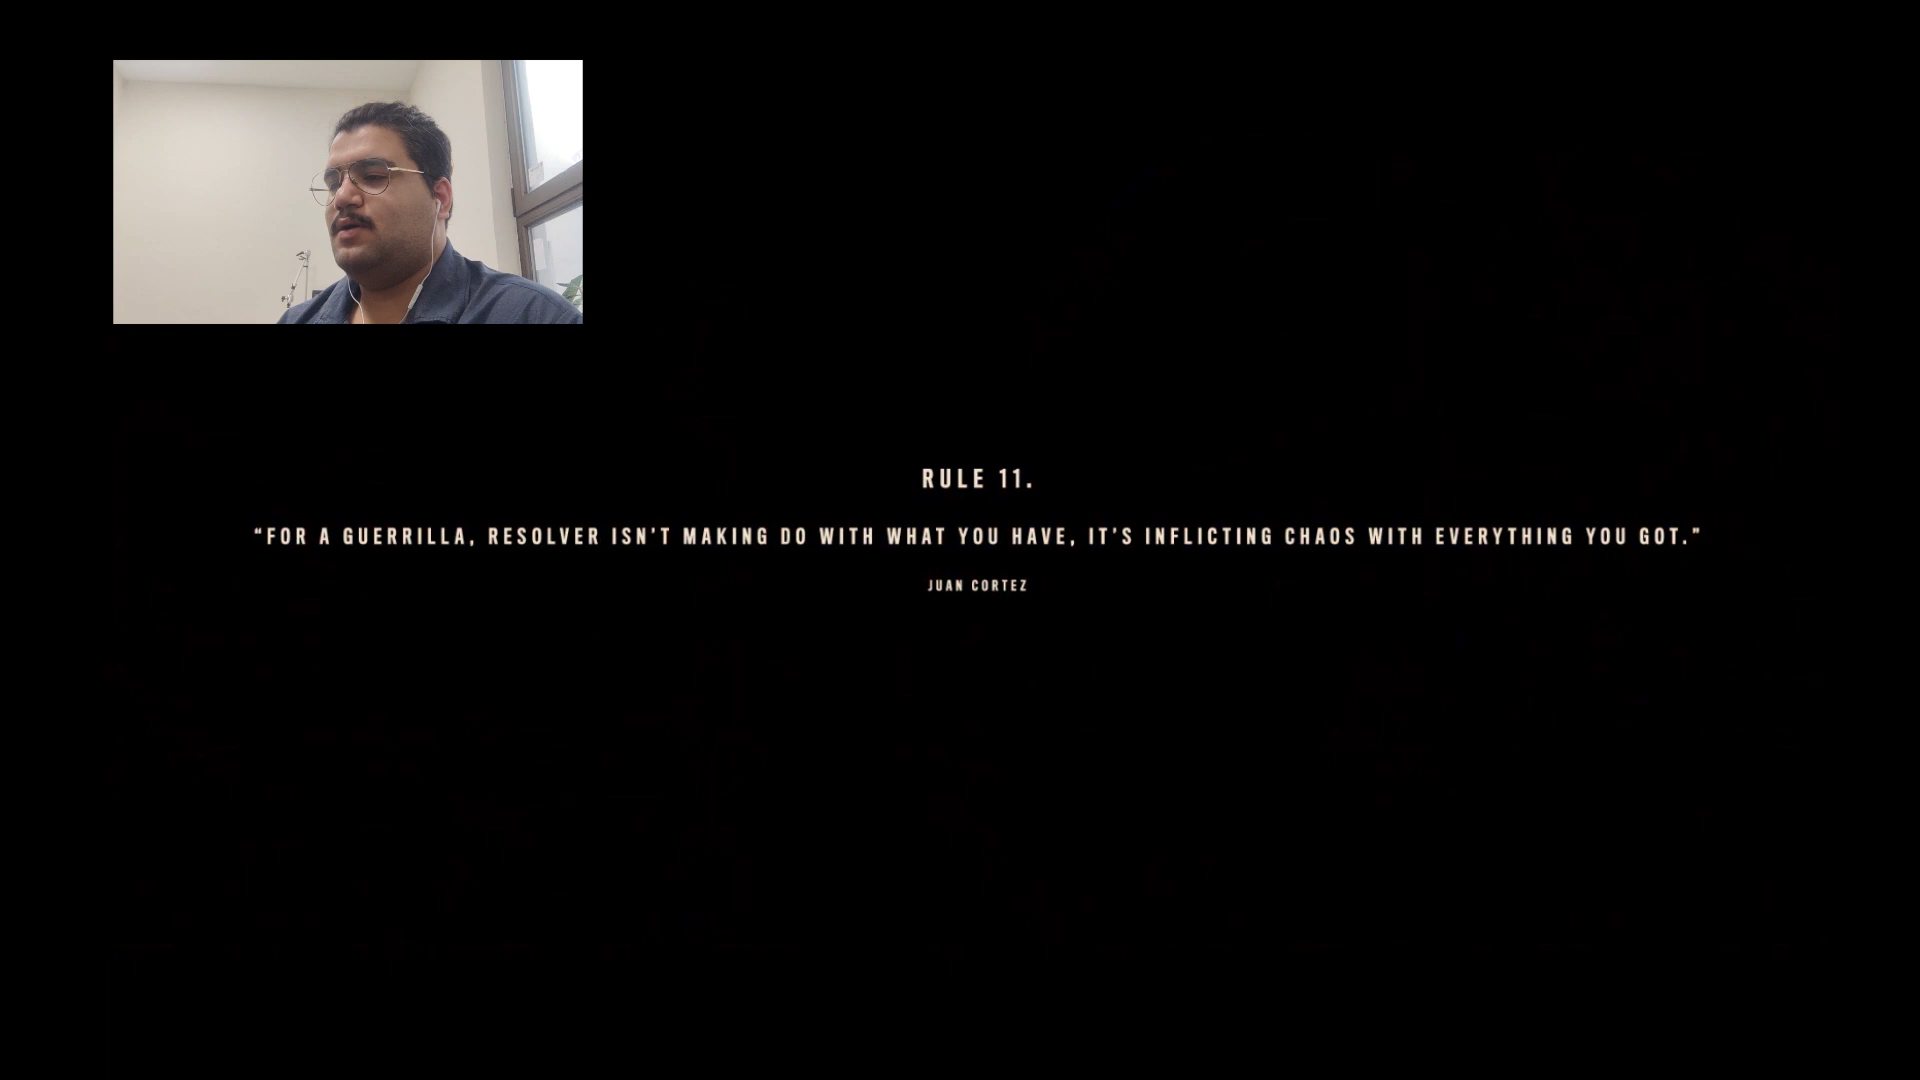 RULE 11.
“FOR A GUERRILLA, RESOLVER ISN’T MAKING DO WITH WHAT YOU HAVE, IT’S INFLICTING CHAOS WITH EVERYTHING YOU GOT.”
JUAN CORTEZ